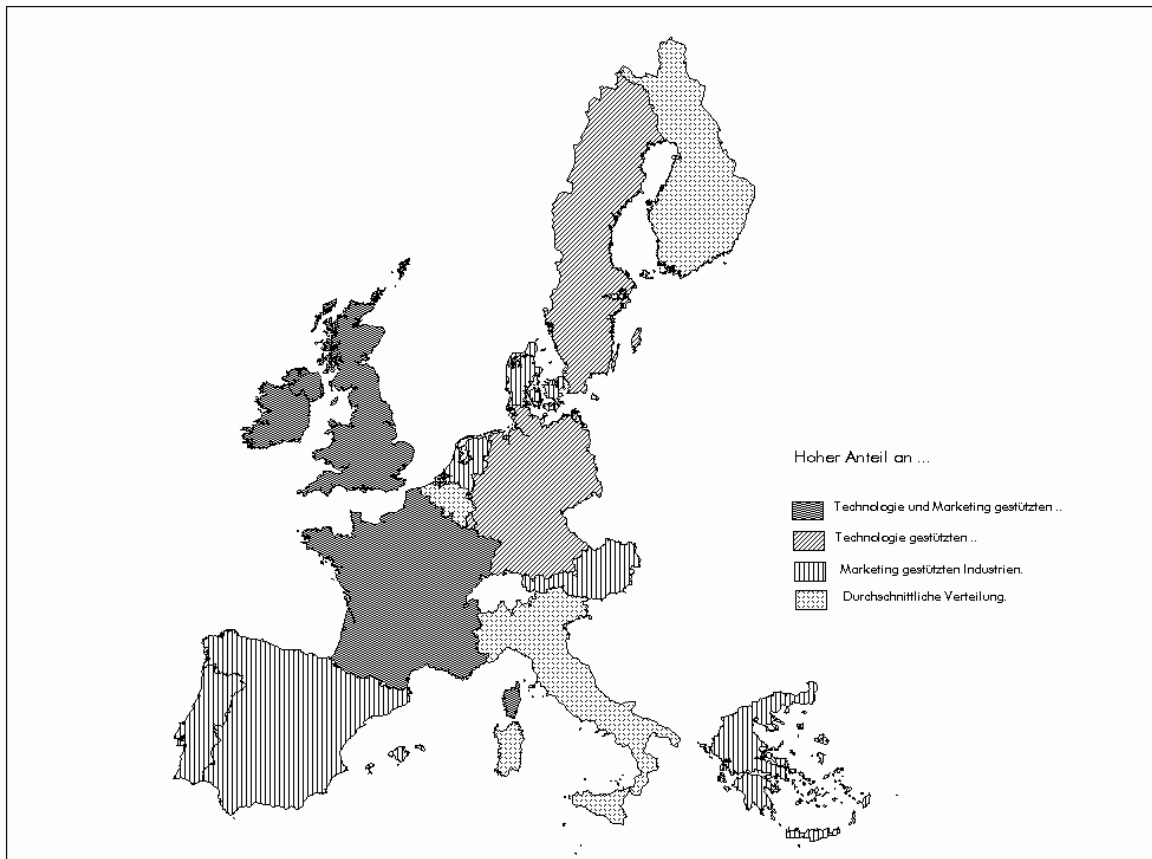 Hoher Anteil an ...
Technologie und Marketing gestützten ..
Technologie gestützten ..
Marketing gestützten Industrien.
Durchschnittliche Verteilung.